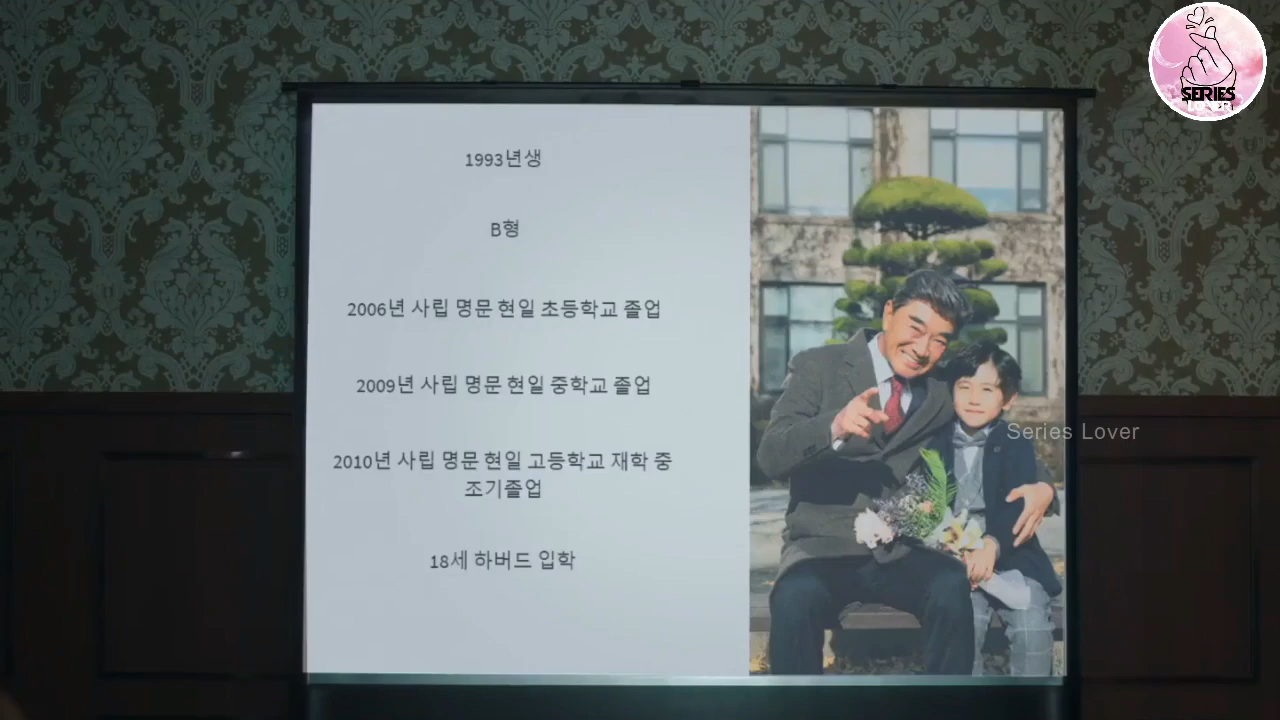 SERIES
LOVER
1993년생
B형
2006년 사립 명문 현일 초등학교 졸업
2009년 사립 명문 현일 중학교 졸업
2010년 사립 명문 현일 고등학교 재학 중
조기졸업
18세 하버드 입학
Series Lover